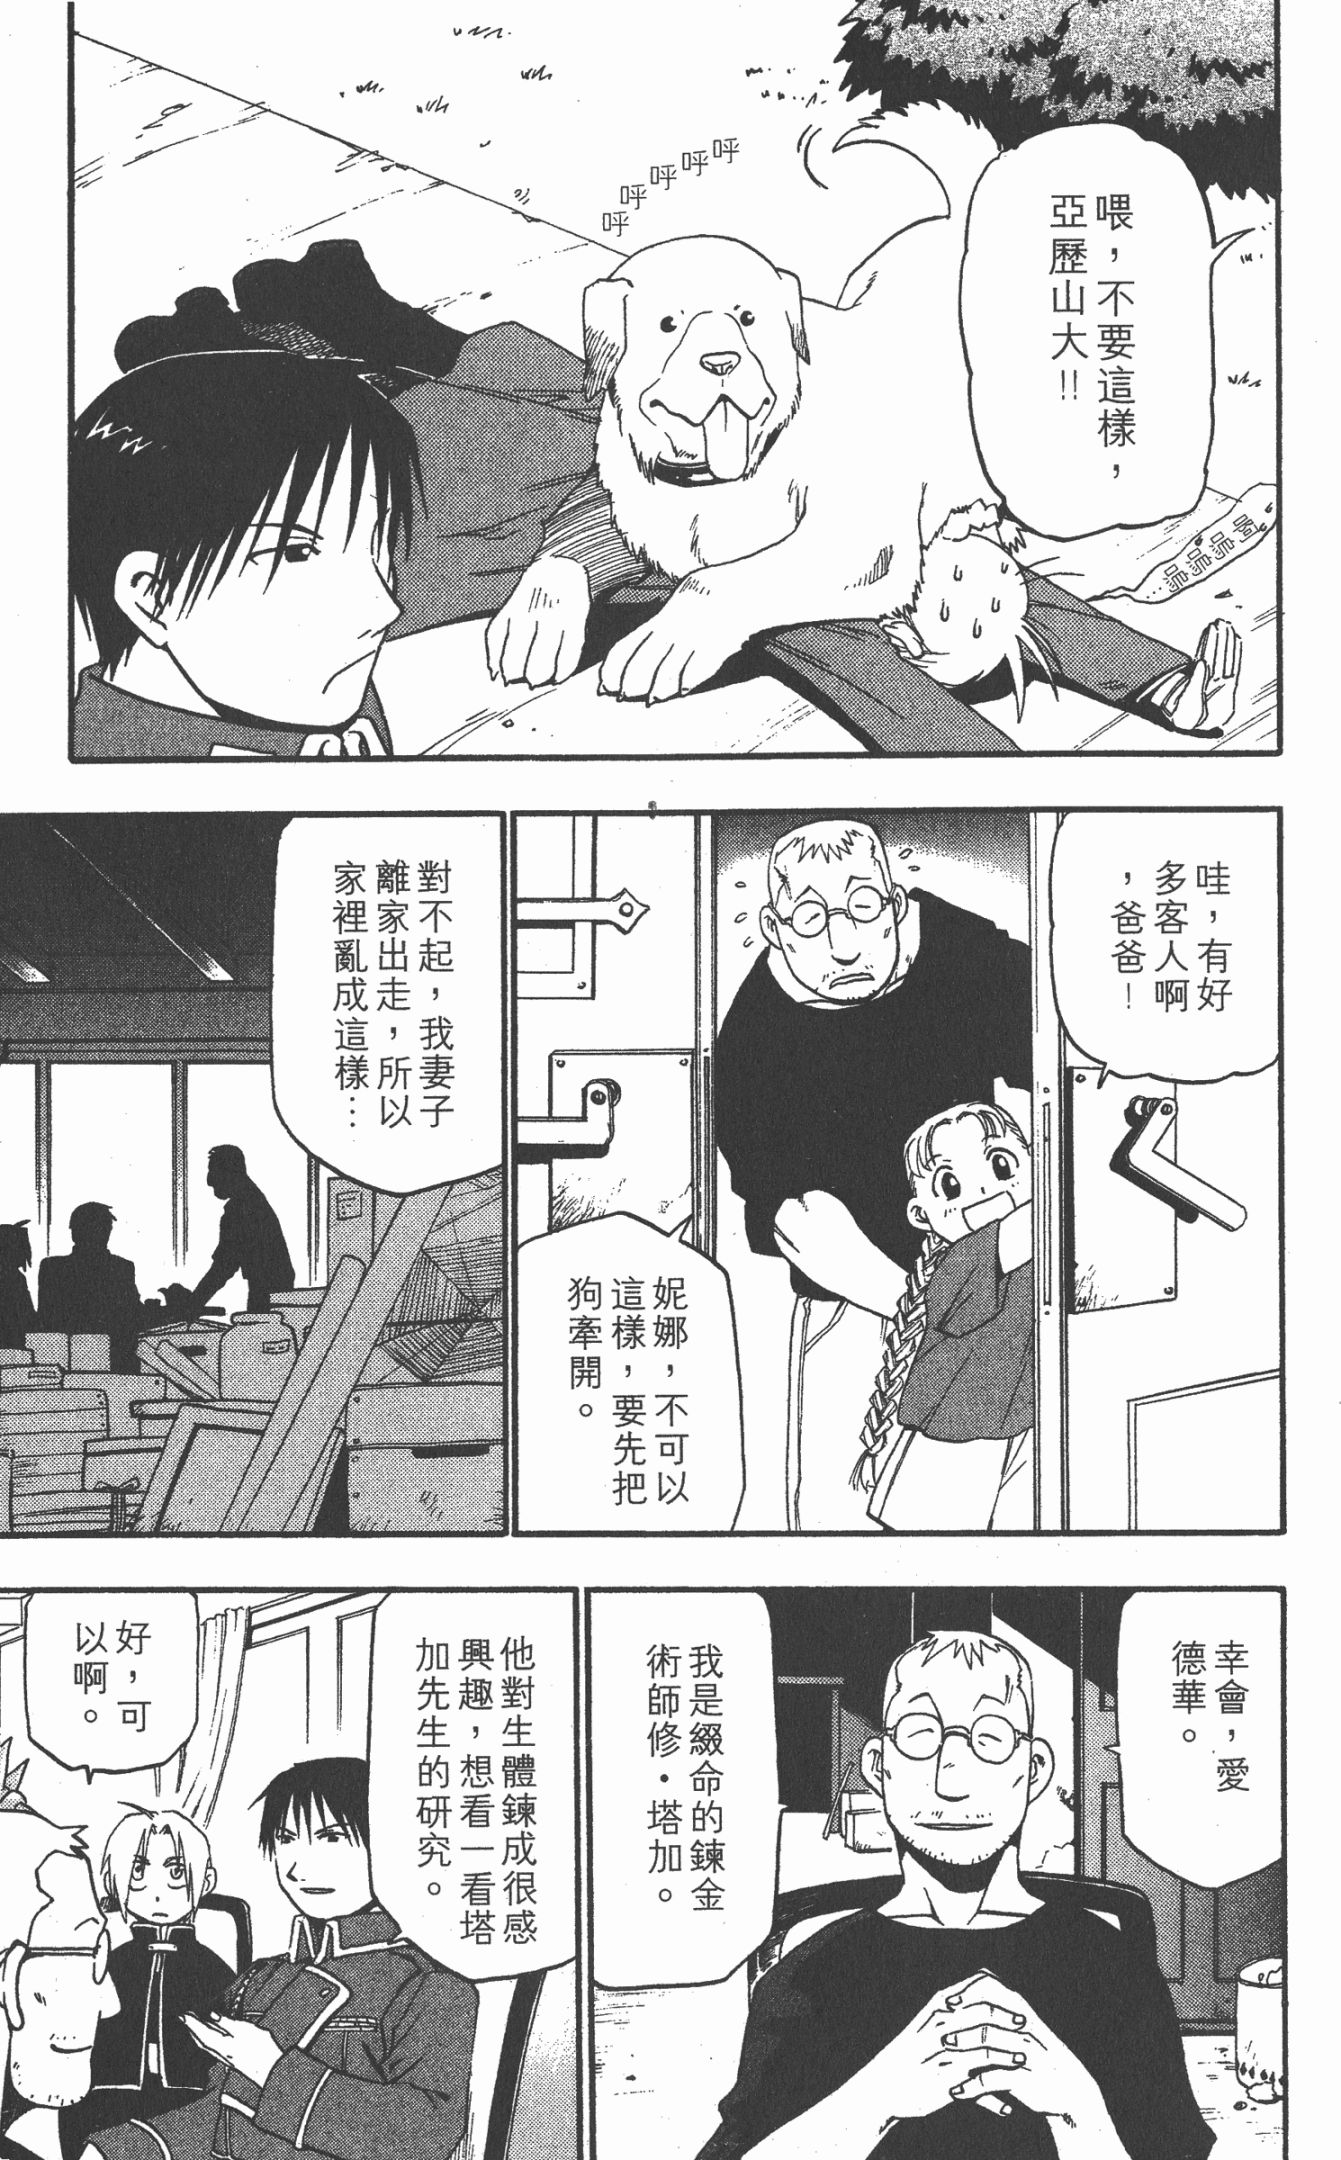 喂，不要這樣，
亞歷山大!!
呼
呼
呼
呼
呼
啊
嗚
嗚
嗚
哇，有好
多客人啊
，爸爸！
妮娜，不可以
這樣，要先把
狗牽開。
對不起，我妻子
離家出走，所以
家裡亂成這樣…
幸會，愛
德華。
我是綴命的鍊金
術師修・塔加。
他對生體鍊成很感
興趣，想看一看塔
加先生的研究。
好，可
以啊。